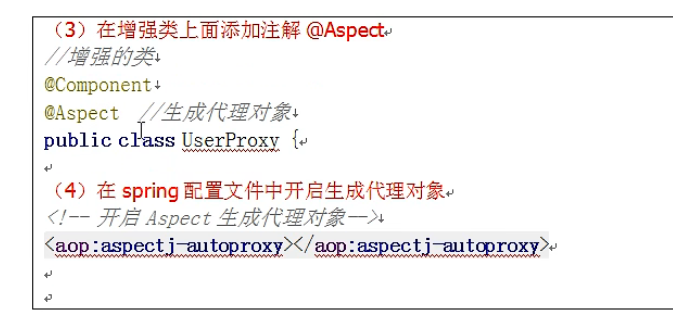 （3）在增强类上面添加注解 @Aspect
//增强的类
@Component
@Aspect  //生成代理对象
public class UserProxy {
（4）在 spring 配置文件中开启生成代理对象
<!-- 开启 Aspect 生成代理对象-->
<aop:aspectj-autoproxy></aop:aspectj-autoproxy>